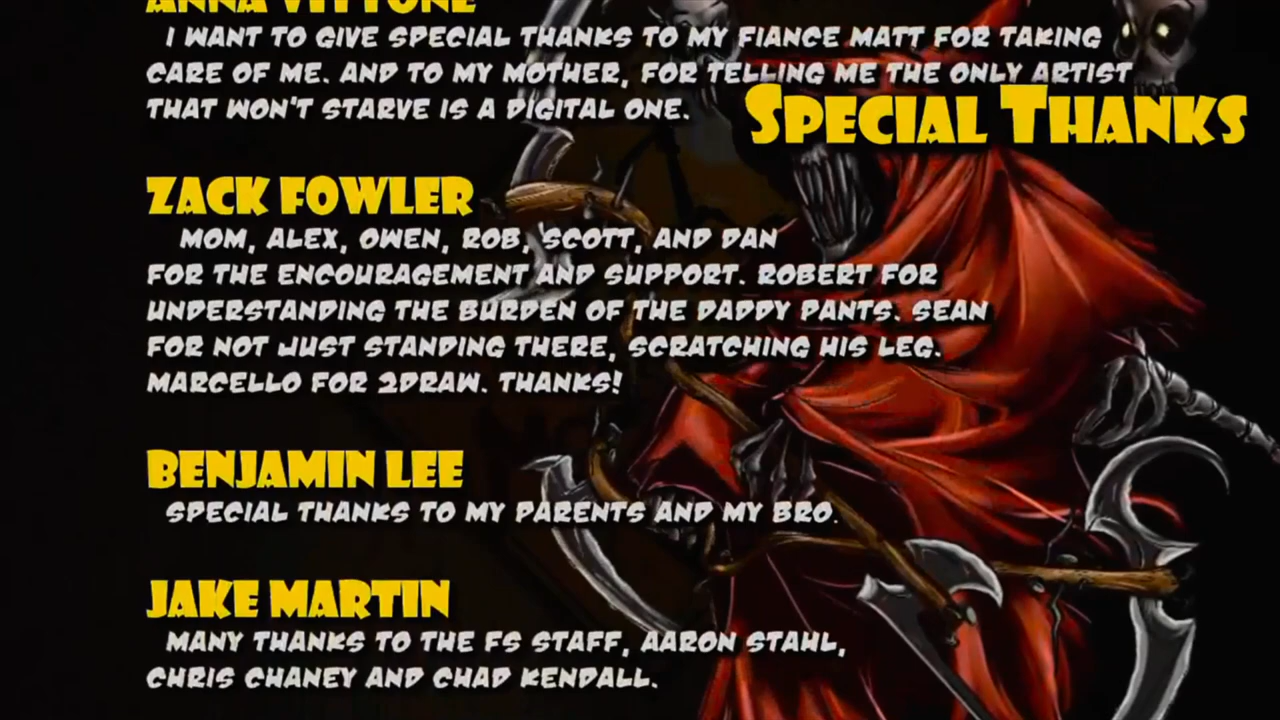 ANNA VITTONE
I WANT TO GIVE SPECIAL THANKS TO MY FIANCE MATT FOR TAKING
CARE OF ME. AND TO MY MOTHER, FOR TELLING ME THE ONLY ARTIST
THAT WON'T STARVE IS A DIGITAL ONE.
SPECIAL THANKS
ZACK FOWLER
MOM, ALEX, OWEN, ROB, SCOTT, AND DAN
FOR THE ENCOURAGEMENT AND SUPPORT. ROBERT FOR
UNDERSTANDING THE BURDEN OF THE DADDY PANTS. SEAN
FOR NOT JUST STANDING THERE, SCRATCHING HIS LEG.
MARCELLO FOR 2DRAW. THANKS!
BENJAMIN LEE
SPECIAL THANKS TO MY PARENTS AND MY BRO.
JAKE MARTIN
MANY THANKS TO THE FS STAFF, AARON STAHL,
CHRIS CHANEY AND CHAD KENDALL.